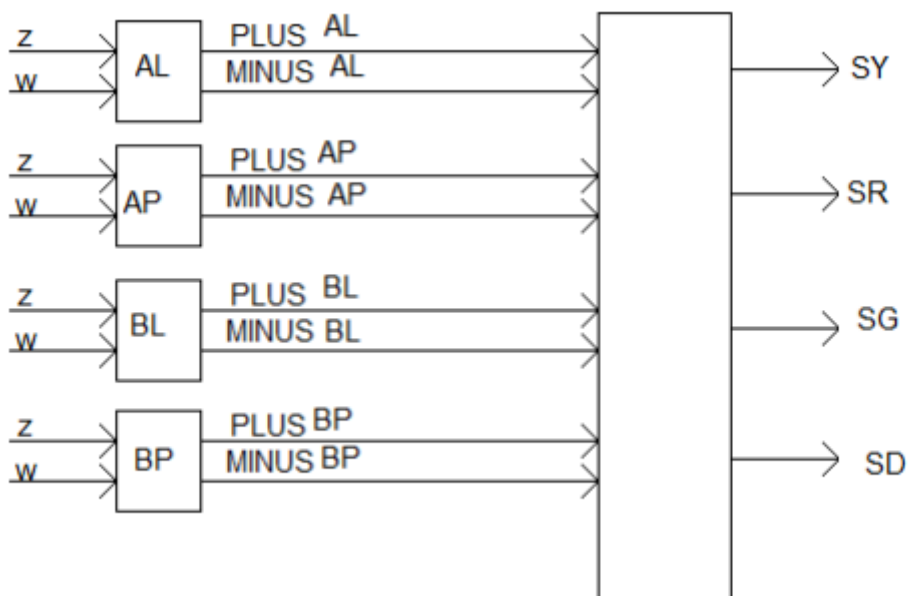 z PLUS AL
w AL MINUS AL SY
z PLUS AP
w AP MINUS AP SR
z PLUS BL
w BL MINUS BL SG
z PLUS BP
w BP MINUS BP SD